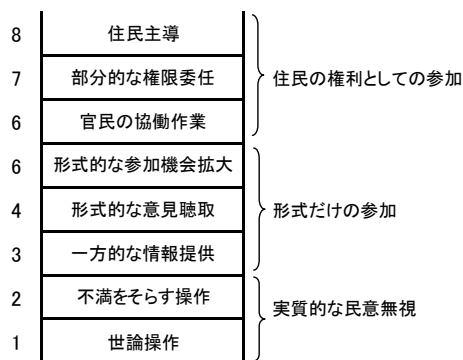 8 住民主導
7 部分的な権限委任
6 官民の協働作業
住民の権利としての参加
6 形式的な参加機会拡大
4 形式的な意見聴取
3 一方的な情報提供
形式だけの参加
2 不満をそらす操作
1 世論操作
実質的な民意無視